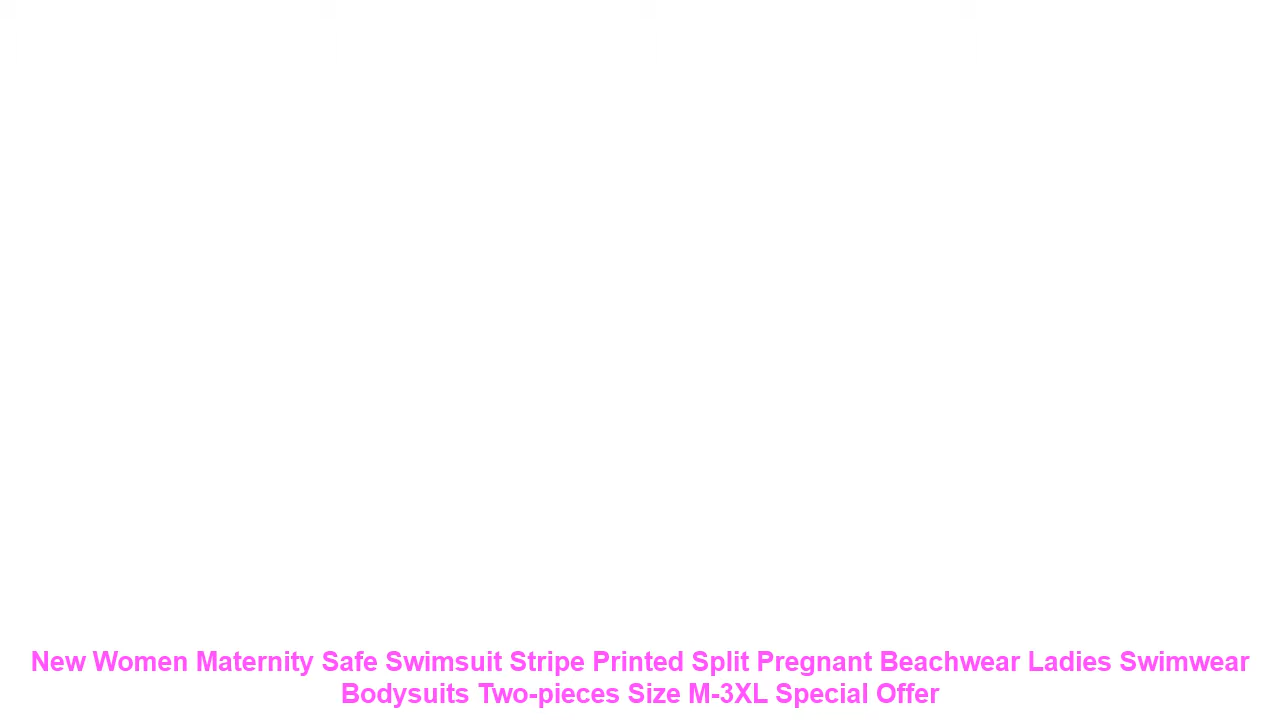 New Women Maternity Safe Swimsuit Stripe Printed Split Pregnant Beachwear Ladies Swimwear
Bodysuits Two-pieces Size M-3XL Special Offer